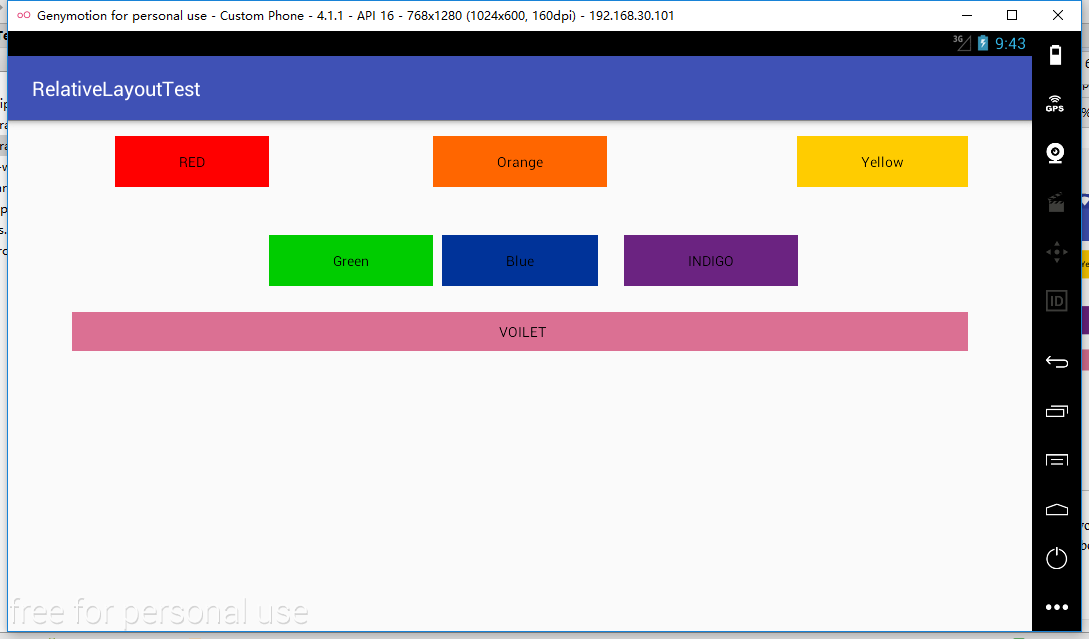 Genymotion for personal use - Custom Phone - 4.1.1 - API 16 - 768x1280 (1024x600, 160dpi) - 192.168.30.101
3G 9:43
RelativeLayoutTest
GPS
RED Orange Yellow
Green Blue INDIGO
ID
VOILET
free for personal use